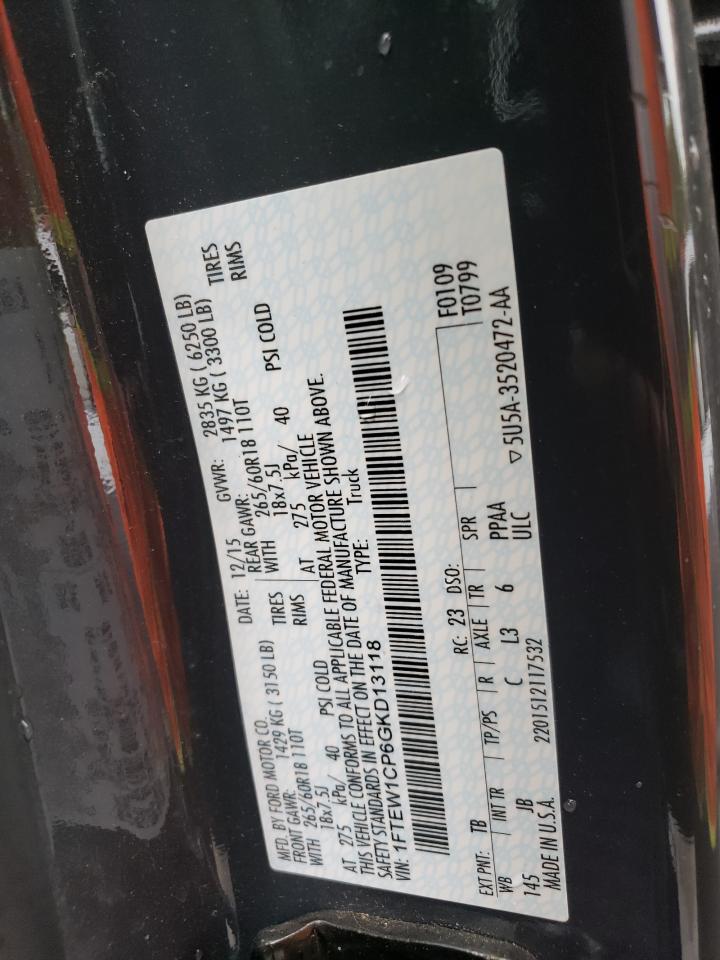 MFD. BY FORD MOTOR CO. DATE: 12/15 GVWR: 2835 KG ( 6250 LB)
FRONT GAWR: 1429 KG ( 3150 LB) REAR GAWR: 1497 KG ( 3300 LB)
WITH 265/60R18 110T TIRES WITH 265/60R18 110T TIRES
18x7.5J RIMS 18x7.5J RIMS
AT 275 kPa/ 40 PSI COLD AT 275 kPa/ 40 PSI COLD
THIS VEHICLE CONFORMS TO ALL APPLICABLE FEDERAL MOTOR VEHICLE
SAFETY STANDARDS IN EFFECT ON THE DATE OF MANUFACTURE SHOWN ABOVE.
VIN: 1FTEW1CP6GKD13118 TYPE: Truck
F0109
T0799
EXT PNT: TB RC: 23 DSO:
WB INT TR TP/PS R AXLE TR SPR
145 JB C L3 6 PPAA
ULC
MADE IN U.S.A. 2201512117532 ▽5U5A-3520472-AA